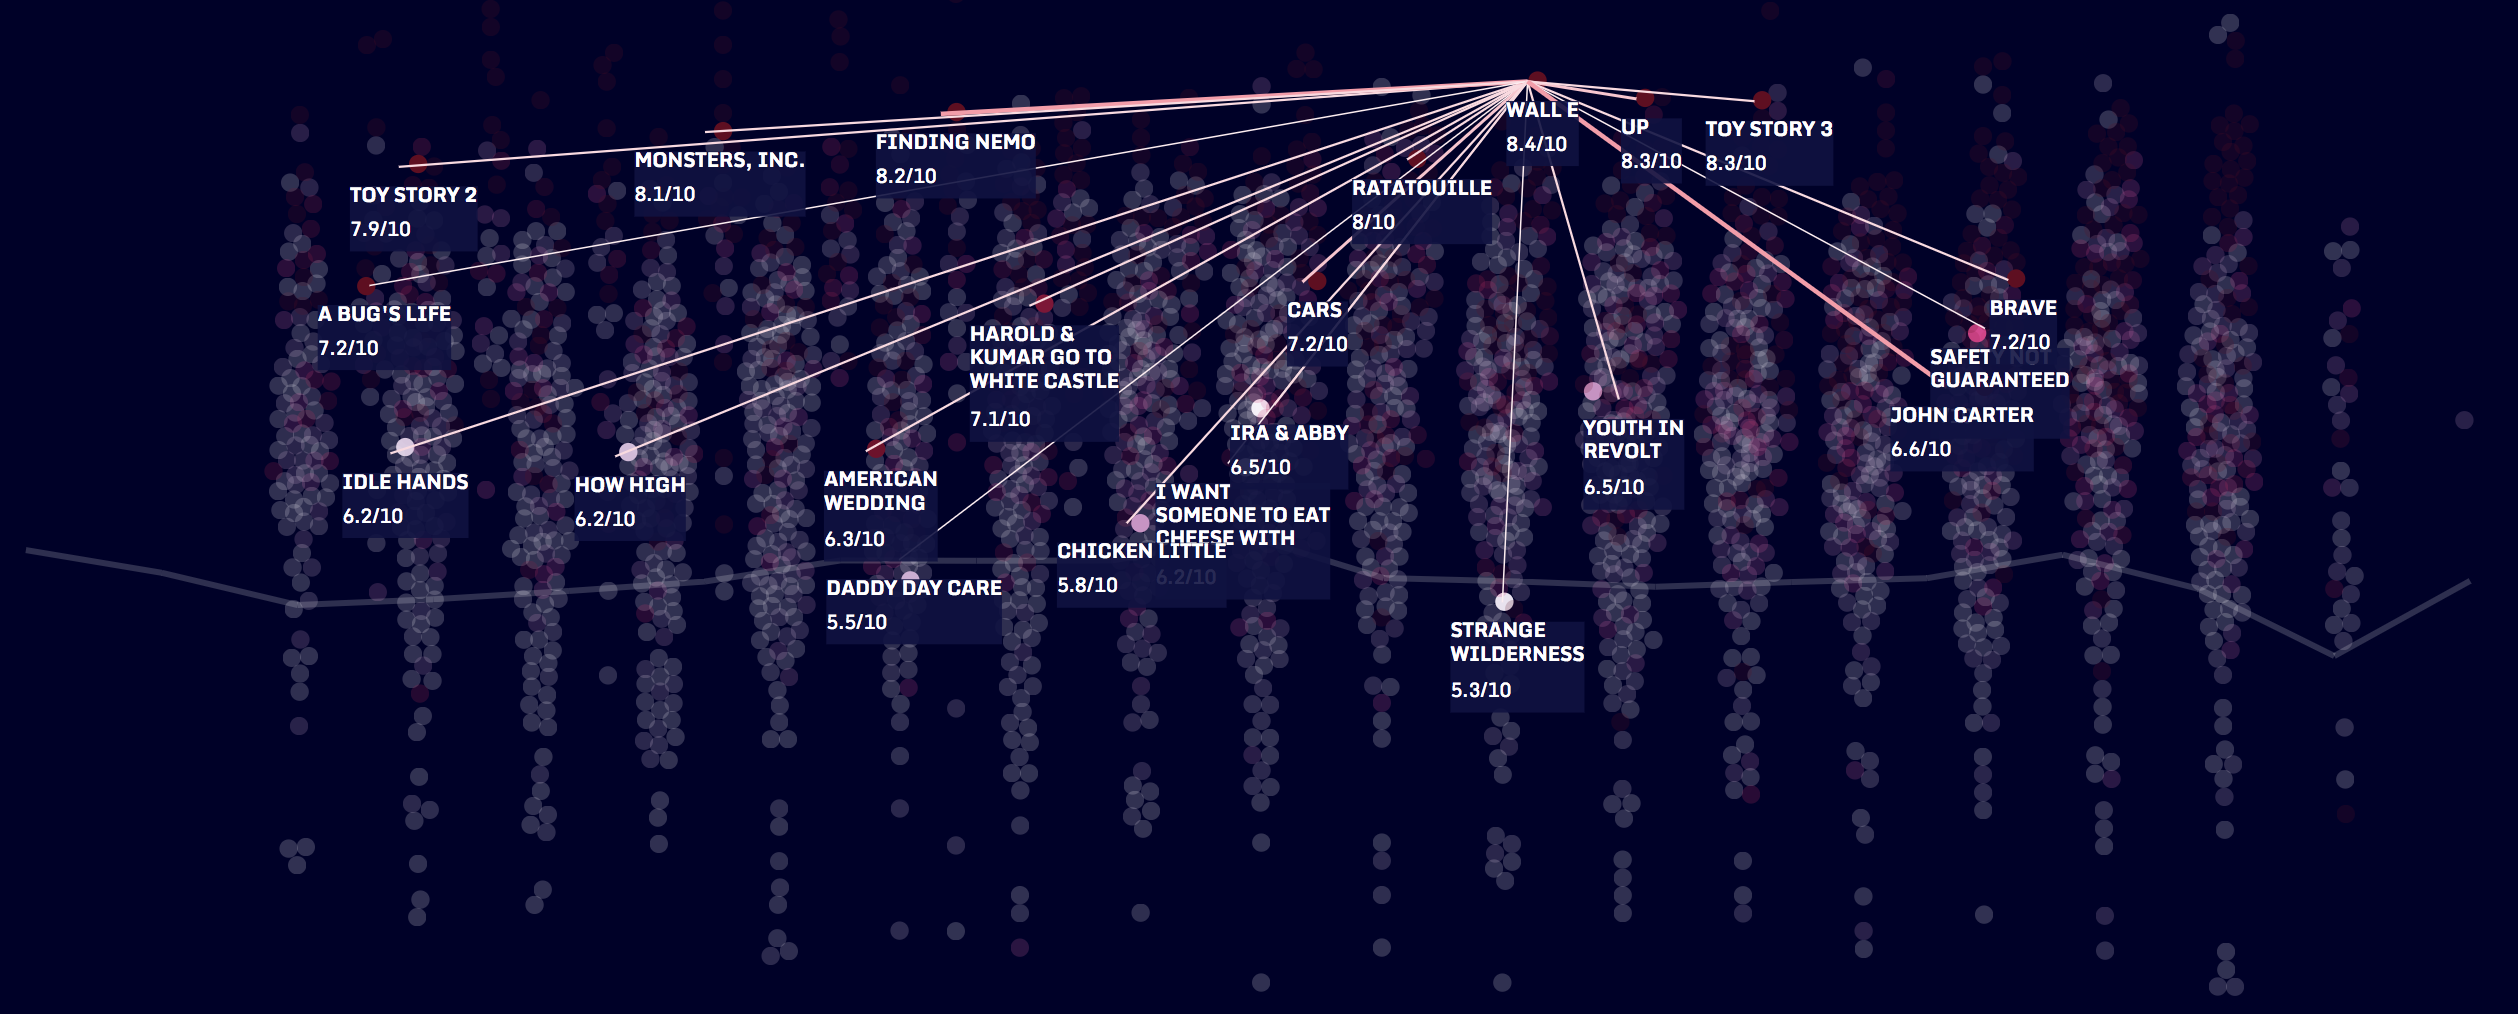 WALL E
8.4/10
UP
8.3/10
TOY STORY 3
8.3/10
FINDING NEMO
8.2/10
MONSTERS, INC.
8.1/10
TOY STORY 2
7.9/10
RATATOUILLE
8/10
A BUG'S LIFE
7.2/10
CARS
7.2/10
BRAVE
7.2/10
HAROLD &
KUMAR GO TO
WHITE CASTLE
7.1/10
SAFET
GUARANTEED
JOHN CARTER
6.6/10
IRA & ABBY
6.5/10
YOUTH IN
REVOLT
6.5/10
IDLE HANDS
6.2/10
HOW HIGH
6.2/10
AMERICAN
WEDDING
6.3/10
I WANT
SOMEONE TO EAT
CHEESE WITH
6.2/10
CHICKEN LITTLE
5.8/10
DADDY DAY CARE
5.5/10
STRANGE
WILDERNESS
5.3/10